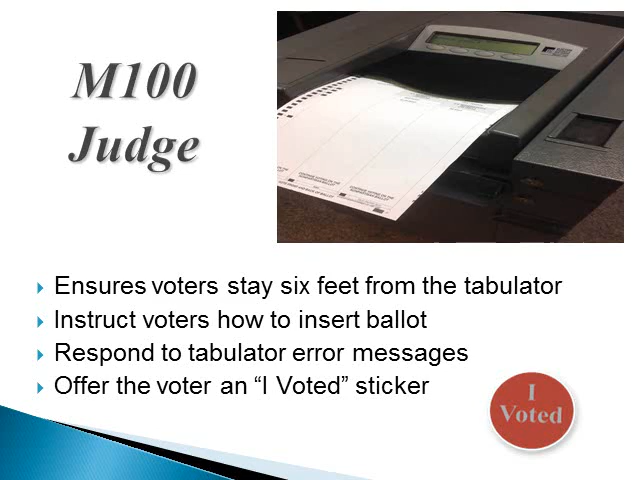 M100
Judge
Ensures voters stay six feet from the tabulator
Instruct voters how to insert ballot
Respond to tabulator error messages
Offer the voter an “I Voted” sticker
I
Voted